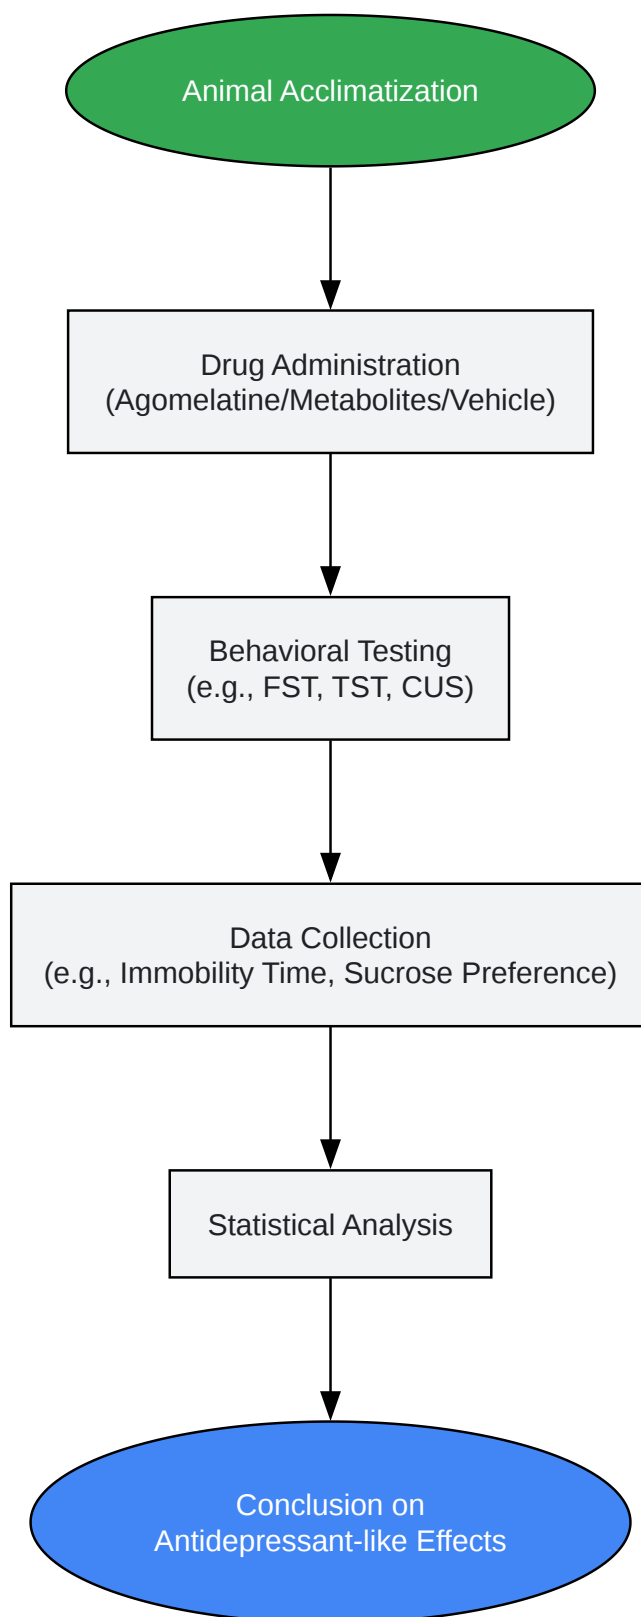 Animal Acclimatization
Drug Administration
(Agomelatine/Metabolites/Vehicle)
Behavioral Testing
(e.g., FST, TST, CUS)
Data Collection
(e.g., Immobility Time, Sucrose Preference)
Statistical Analysis
Conclusion on
Antidepressant-like Effects